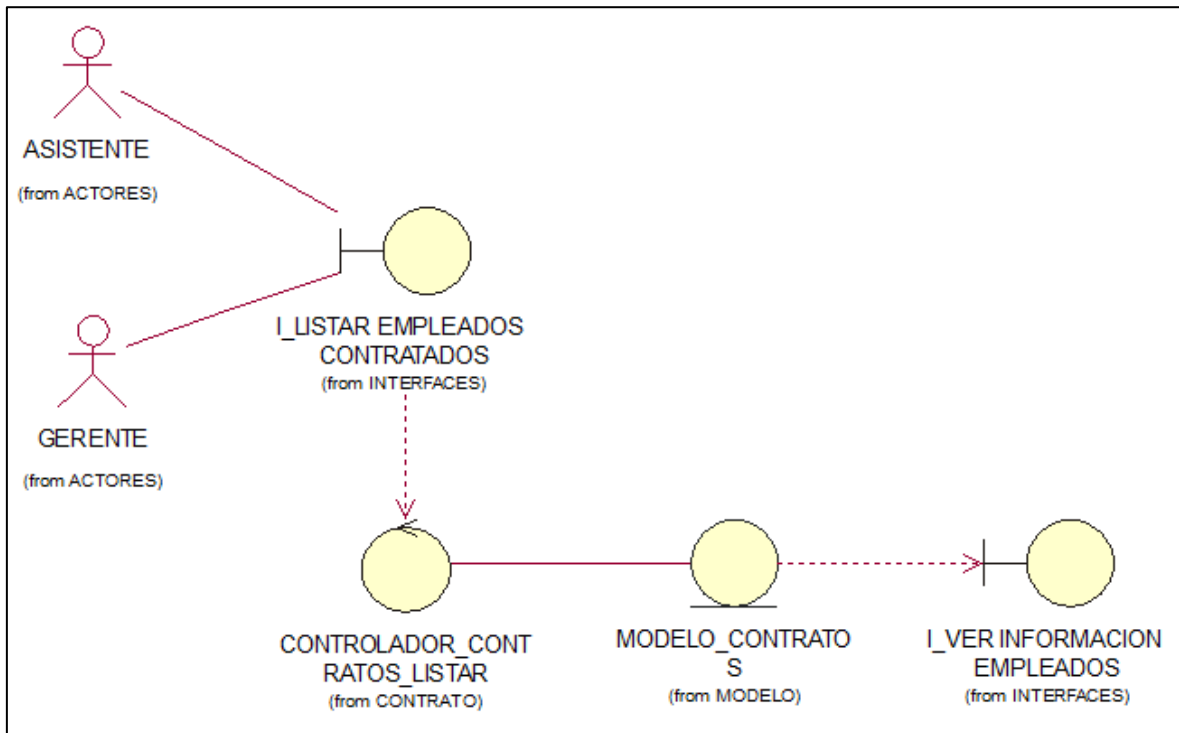 ASISTENTE
(from ACTORES)
I_LISTAR EMPLEADOS
CONTRATADOS
(from INTERFACES)
GERENTE
(from ACTORES)
CONTROLADOR_CONT
RATOS_LISTAR
(from CONTRATO)
MODELO_CONTRATO
S
(from MODELO)
I_VER INFORMACION
EMPLEADOS
(from INTERFACES)